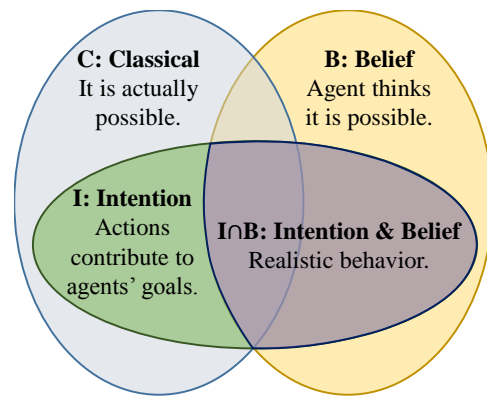 C: Classical
It is actually
possible.
B: Belief
Agent thinks
it is possible.
I: Intention
Actions
contribute to
agents’ goals.
I∩B: Intention & Belief
Realistic behavior.